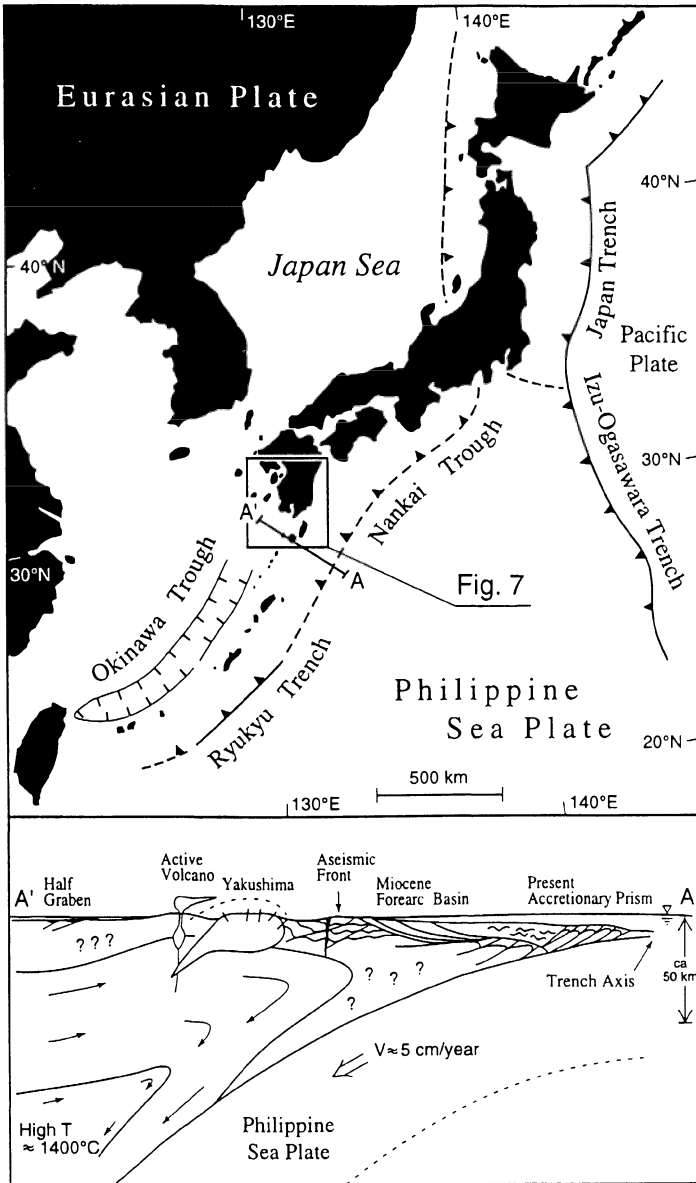 130°E
140°E
Eurasian Plate
40°N
Japan Sea
40°N
Japan Trench
Pacific
Plate
Izu-Ogasawara Trench
30°N
A
Nankai Trough
30°N
A
Fig. 7
Okinawa Trough
Ryukyu Trench
Philippine
Sea Plate
20°N
500 km
130°E
140°E
A'
Half
Graben
Active
Volcano
Yakushima
Aseismic
Front
Miocene
Forearc Basin
Present
Accretionary Prism
A
? ? ?
? ? ?
?
Trench Axis
ca
50 km
V≈5 cm/year
High T
≈ 1400°C
Philippine
Sea Plate